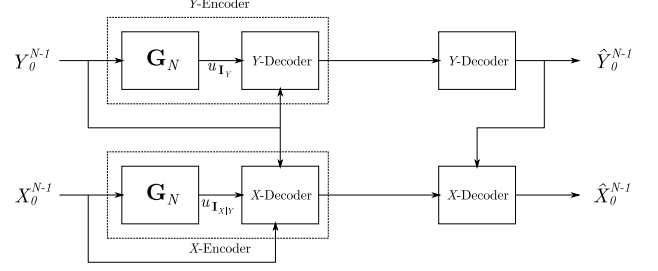 Y-Encoder
Y_0^{N-1} G_N u_{I_Y} Y-Decoder Y-Decoder Ŷ_0^{N-1}
X_0^{N-1} G_N u_{I_{X|Y}} X-Decoder X-Decoder X̂_0^{N-1}
X-Encoder